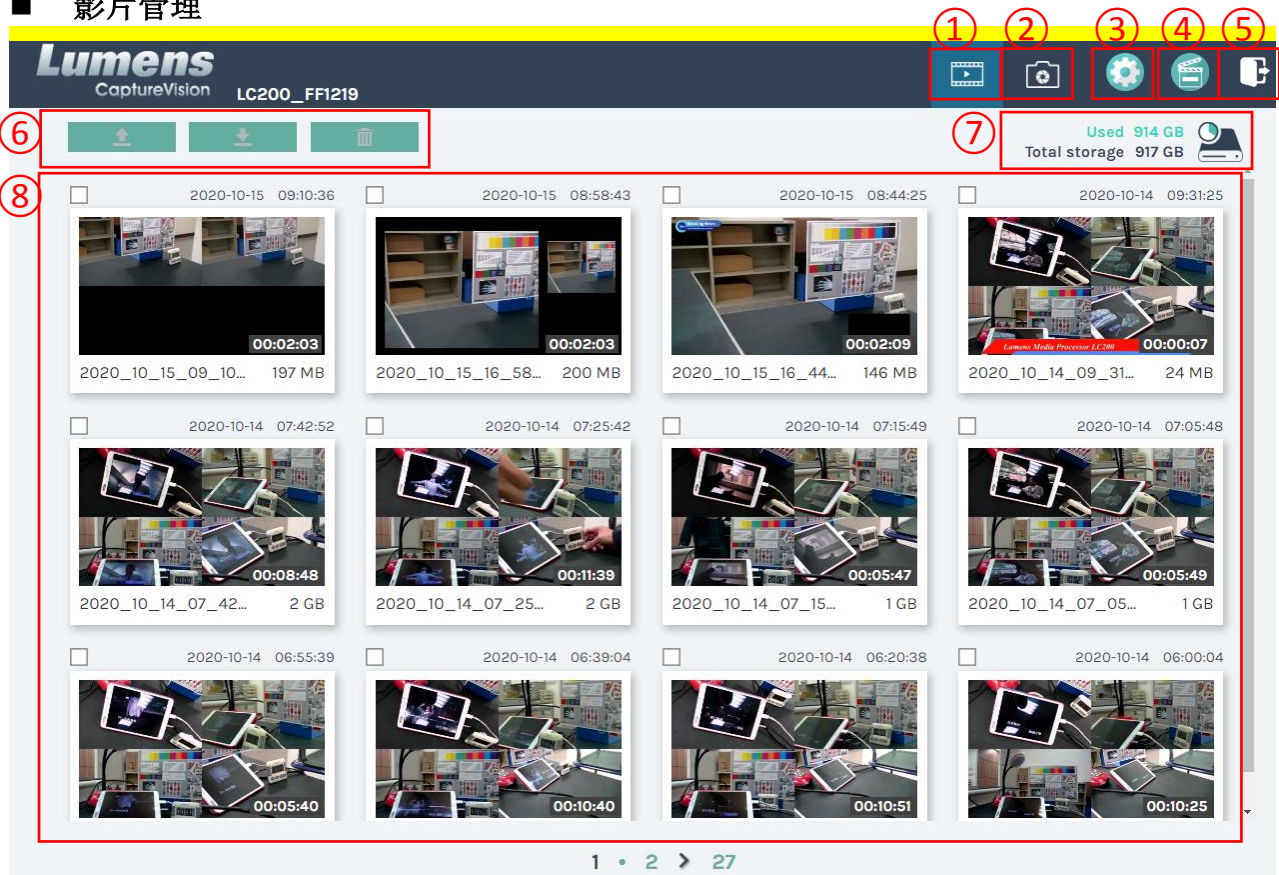 ■ 影片管理
① ② ③ ④ ⑤
Lumens
CaptureVision LC200_FF1219
⑥ ⑦ Used 914 GB
Total storage 917 GB
⑧ 2020-10-15 09:10:36 2020-10-15 08:58:43 2020-10-15 08:44:25 2020-10-14 09:31:25
Lumens Media Processor LC200
00:02:03 00:02:03 00:02:09 00:00:07
2020_10_15_09_10... 197 MB 2020_10_15_16_58... 200 MB 2020_10_15_16_44... 146 MB 2020_10_14_09_31... 24 MB
2020-10-14 07:42:52 2020-10-14 07:25:42 2020-10-14 07:15:49 2020-10-14 07:05:48
00:08:48 00:11:39 00:05:47 00:05:49
2020_10_14_07_42... 2 GB 2020_10_14_07_25... 2 GB 2020_10_14_07_15... 1 GB 2020_10_14_07_05... 1 GB
2020-10-14 06:55:39 2020-10-14 06:39:04 2020-10-14 06:20:38 2020-10-14 06:00:04
00:05:40 00:10:40 00:10:51 00:10:25
1 • 2 > 27